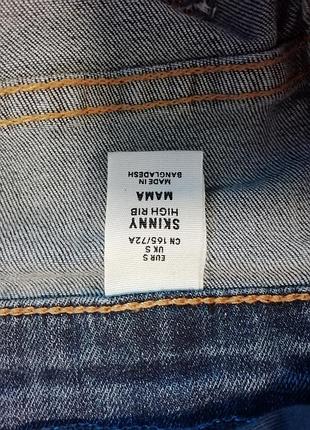 EUR S
UK S
CN 165/72A
SKINNY
HIGH RIB
MAMA
MADE IN
BANGLADESH